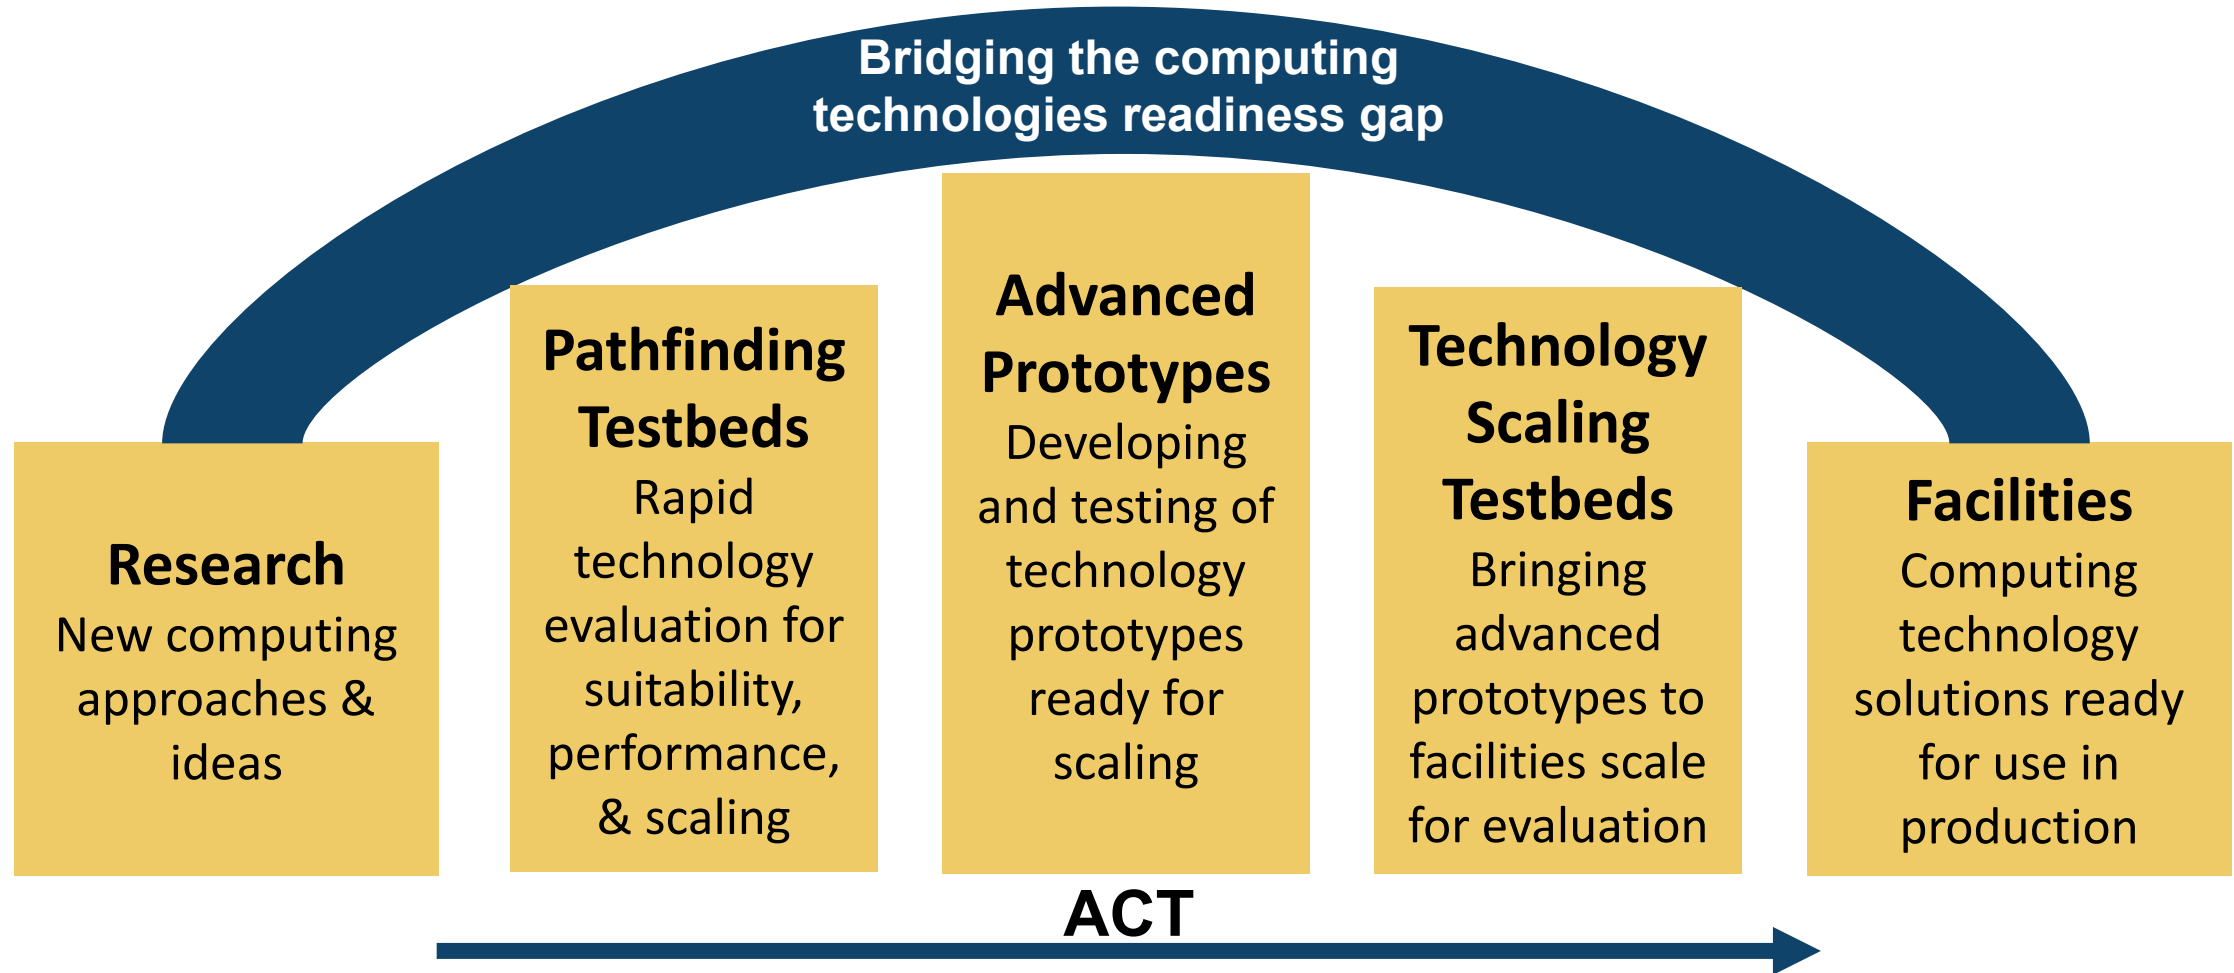 Bridging the computing
technologies readiness gap
Research
New computing
approaches &
ideas
Pathfinding
Testbeds
Rapid
technology
evaluation for
suitability,
performance,
& scaling
Advanced
Prototypes
Developing
and testing of
technology
prototypes
ready for
scaling
Technology
Scaling
Testbeds
Bringing
advanced
prototypes to
facilities scale
for evaluation
Facilities
Computing
technology
solutions ready
for use in
production
ACT